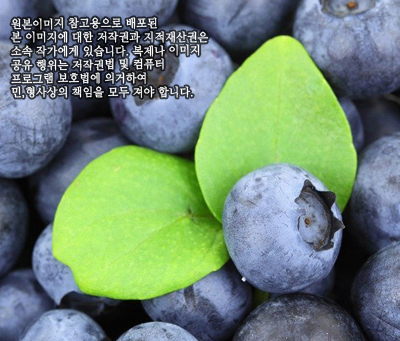 원본이미지 참고용으로 배포된
본 이미지에 대한 저작권과 지적재산권은
소속 작가에게 있습니다. 복제나 이미지
공유 행위는 저작권법 및 컴퓨터
프로그램 보호법에 의거하여
민,형사상의 책임을 모두 져야 합니다.